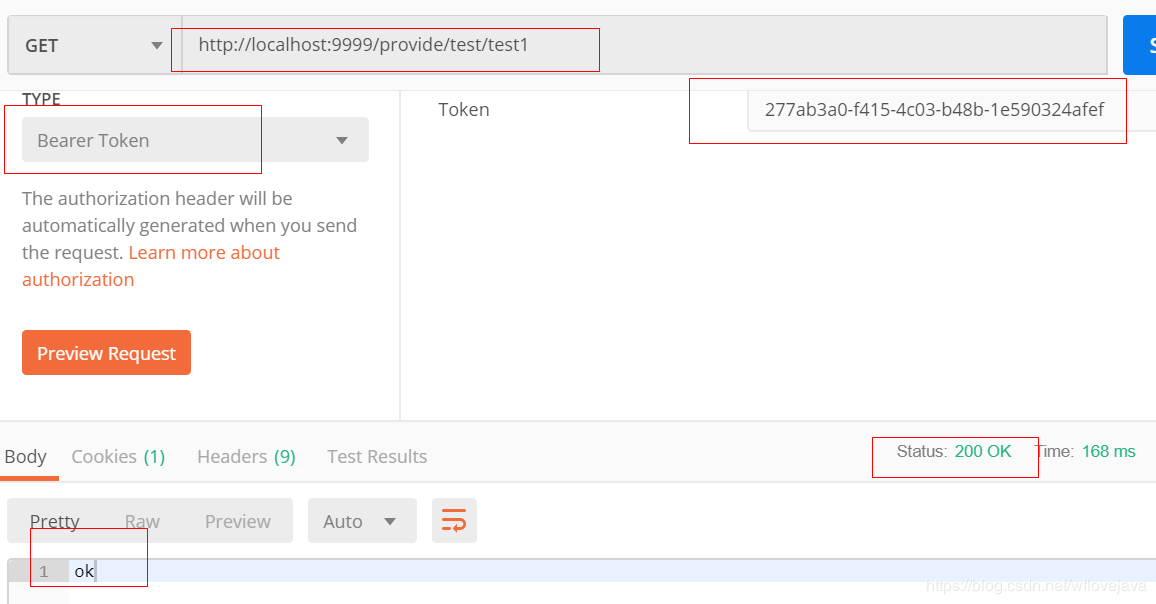 GET
http://localhost:9999/provide/test/test1
S
TYPE
Bearer Token
Token
277ab3a0-f415-4c03-b48b-1e590324afef
The authorization header will be
automatically generated when you send
the request. Learn more about
authorization
Preview Request
Body Cookies (1) Headers (9) Test Results
Status: 200 OK Time: 168 ms
Pretty Raw Preview Auto
1 ok
https://blog.csdn.net/wllovejava